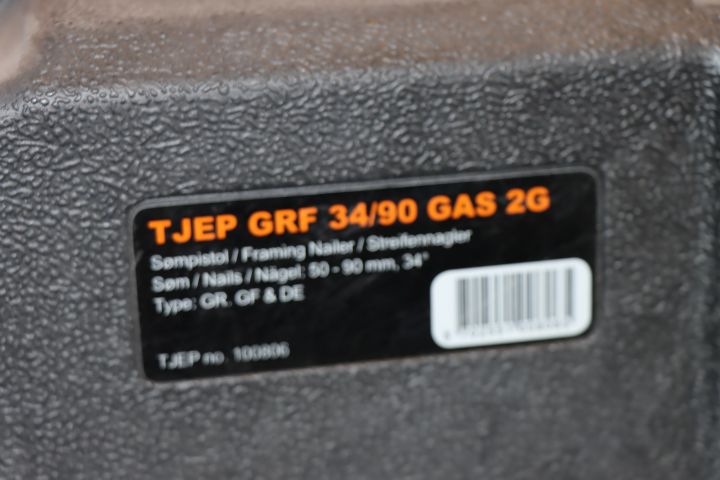 TJEP GRF 34/90 GAS 2G
Sømpistol / Framing Nailer / Streifennagler
Søm / Nails / Nägel: 50 - 90 mm, 34°
Type: GR, GF & DE
TJEP no. 100806